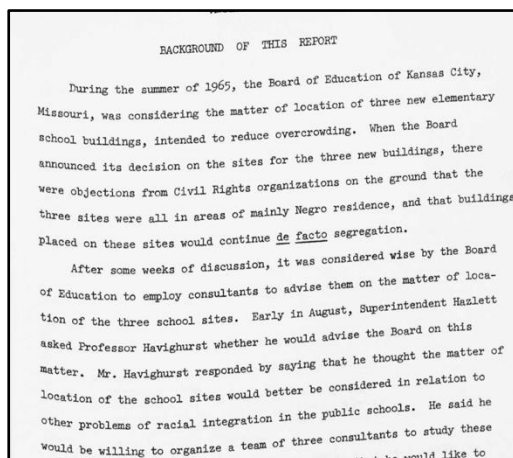 BACKGROUND OF THIS REPORT
During the summer of 1965, the Board of Education of Kansas City,
Missouri, was considering the matter of location of three new elementary
school buildings, intended to reduce overcrowding. When the Board
announced its decision on the sites for the three new buildings, there
were objections from Civil Rights organizations on the ground that the
three sites were all in areas of mainly Negro residence, and that buildings
placed on these sites would continue de facto segregation.
After some weeks of discussion, it was considered wise by the Board
of Education to employ consultants to advise them on the matter of loca-
tion of the three school sites. Early in August, Superintendent Hazlett
asked Professor Havighurst whether he would advise the Board on this
matter. Mr. Havighurst responded by saying that he thought the matter of
location of the school sites would better be considered in relation to
other problems of racial integration in the public schools. He said he
would be willing to organize a team of three consultants to study these
he would like to